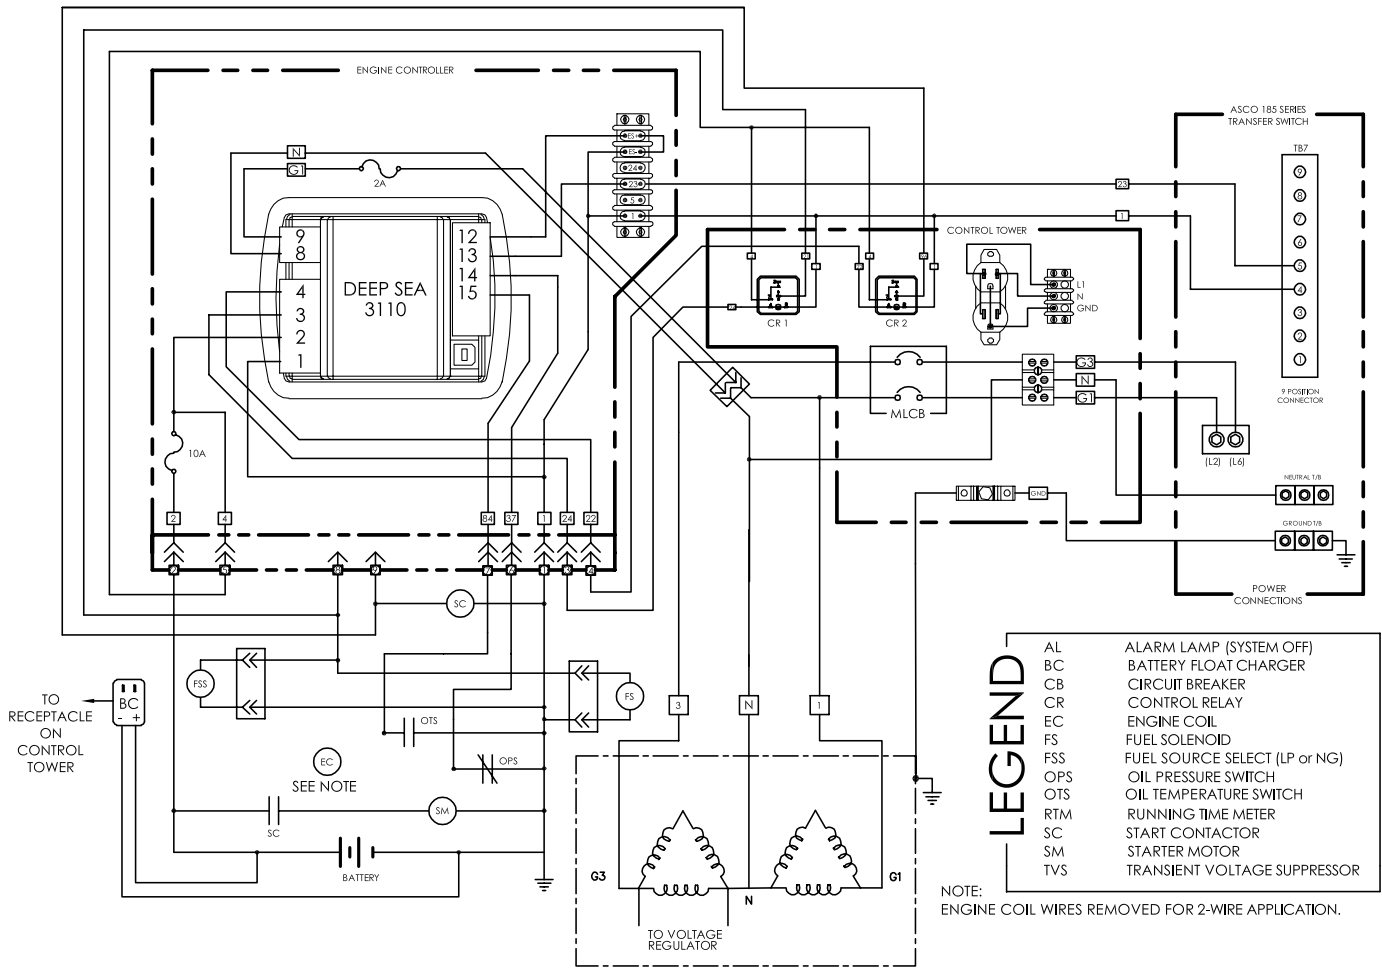 ENGINE CONTROLLER
ASCO 185 SERIES
TRANSFER SWITCH
TB7
9
8
7
6
5
4
3
2
1
9 POSITION
CONNECTOR
ES+
ES-
24
23
5
1
N
G1
2A
23
1
9
8
4
3
2
1
DEEP SEA
3110
12
13
14
15
CONTROL TOWER
CR 1
CR 2
L1
N
GND
MLCB
G3
N
G1
(L2) (L6)
NEUTRAL T/B
GROUND T/B
GND
POWER
CONNECTIONS
10A
2
4
84
37
1
24
22
SC
FSS
FS
TO
RECEPTACLE
ON
CONTROL
TOWER
BC
- +
OTS
OPS
EC
SEE NOTE
SC
SM
BATTERY
3
N
1
G3
N
G1
TO VOLTAGE
REGULATOR
LEGEND
AL ALARM LAMP (SYSTEM OFF)
BC BATTERY FLOAT CHARGER
CB CIRCUIT BREAKER
CR CONTROL RELAY
EC ENGINE COIL
FS FUEL SOLENOID
FSS FUEL SOURCE SELECT (LP or NG)
OPS OIL PRESSURE SWITCH
OTS OIL TEMPERATURE SWITCH
RTM RUNNING TIME METER
SC START CONTACTOR
SM STARTER MOTOR
TVS TRANSIENT VOLTAGE SUPPRESSOR
NOTE:
ENGINE COIL WIRES REMOVED FOR 2-WIRE APPLICATION.